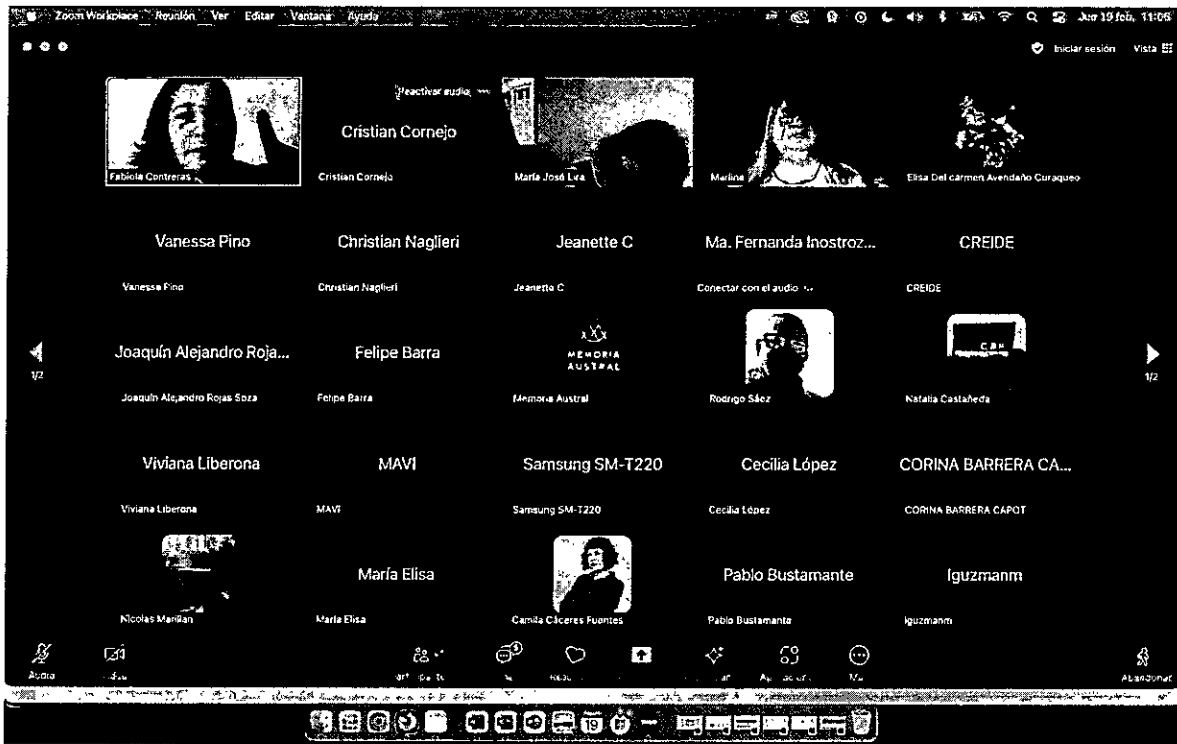 Zoom Workplace Reunión Ver Editar Ventana Ayuda
Jue 19 feb. 11:06
Iniciar sesión Vista
Reactivar audio
Cristian Cornejo
Fabiola Contreras
Cristian Cornejo
María José Lira
Elisa Del carmen Avendaño Curaqueo
Vanessa Pino
Christian Naglieri
Jeanette C
Ma. Fernanda Inostroz...
CREIDE
Vanessa Pino
Christian Naglieri
Jeanette C
Conectar con el audio
CREIDE
Joaquín Alejandro Roja...
Felipe Barra
MEMORIA
AUSTRAL
1/2
1/2
Joaquín Alejandro Rojas Soza
Felipe Barra
Memoria Austral
Rodrigo Sáez
Natalia Castañeda
Viviana Liberona
MAVI
Samsung SM-T220
Cecilia López
CORINA BARRERA CA...
Viviana Liberona
MAVI
Samsung SM-T220
Cecilia López
CORINA BARRERA CAPOT
María Elisa
Pablo Bustamante
lguzmanm
Nicolas Marillan
María Elisa
Camila Cáceres Fuentes
Pablo Bustamante
lguzmanm
Audio
Abandonar
19